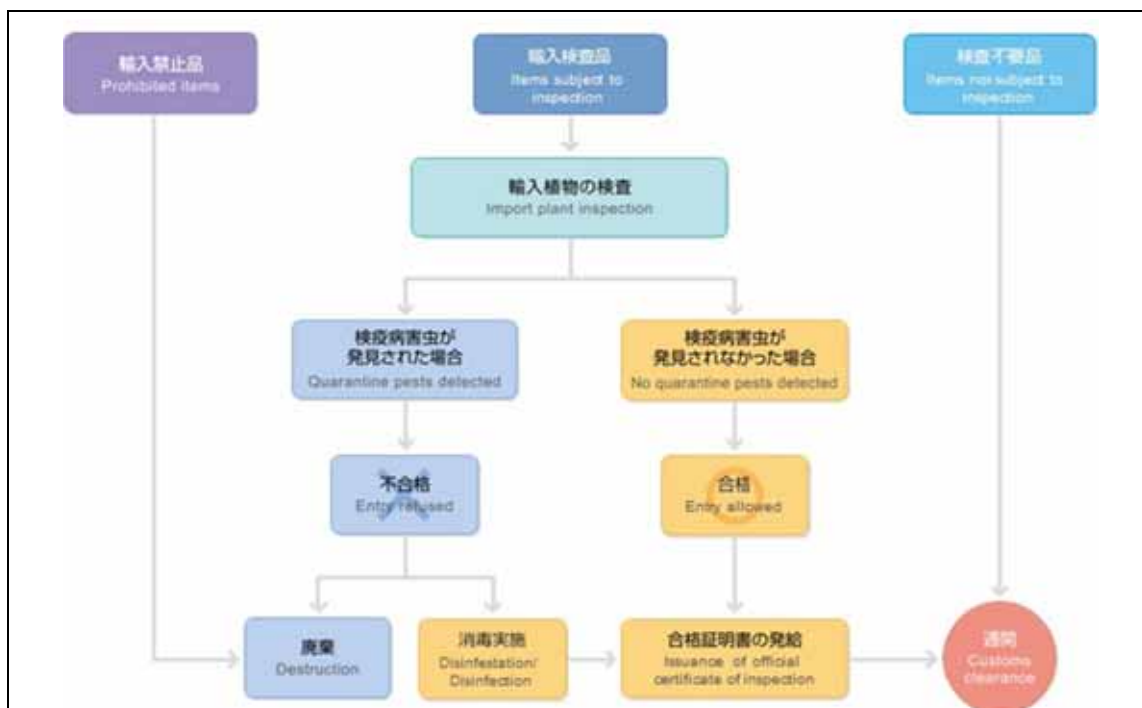 輸入禁止品
Prohibited items
輸入検査品
Items subject to
inspection
検査不要品
Items not subject to
inspection
輸入植物の検査
Import plant inspection
検疫病害虫が
発見された場合
Quarantine pests detected
検疫病害虫が
発見されなかった場合
No quarantine pests detected
不合格
Entry refused
合格
Entry allowed
廃棄
Destruction
消毒実施
Disinfestation/
Disinfection
合格証明書の発給
Issuance of official
certificate of inspection
通関
Customs
clearance